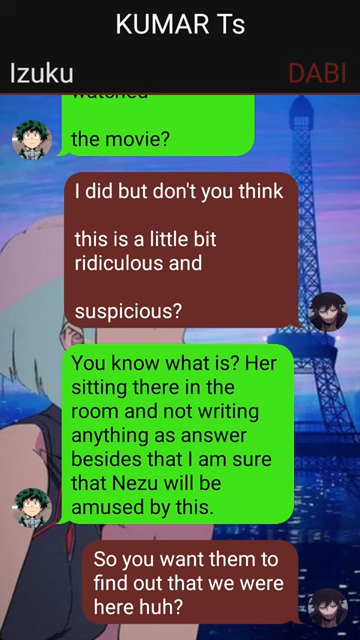 KUMAR Ts
Izuku DABI
watched
the movie?
I did but don't you think
this is a little bit
ridiculous and
suspicious?
You know what is? Her
sitting there in the
room and not writing
anything as answer
besides that I am sure
that Nezu will be
amused by this.
So you want them to
find out that we were
here huh?